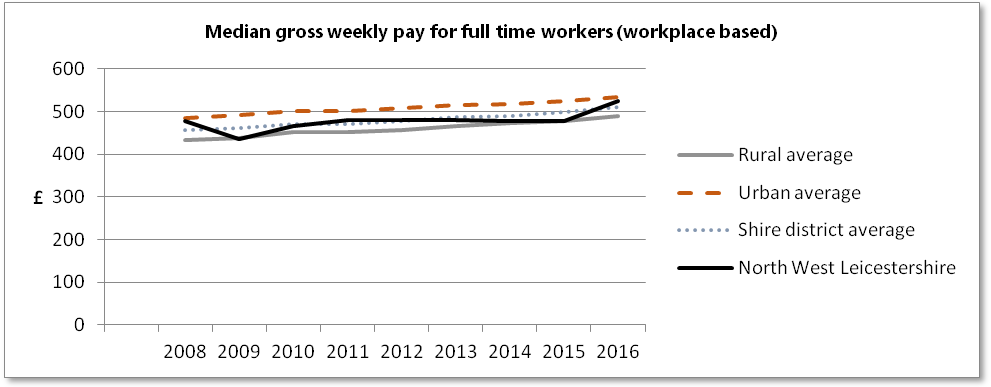 Median gross weekly pay for full time workers (workplace based)
600
500
400
300
200
100
0
£
2008 2009 2010 2011 2012 2013 2014 2015 2016
Rural average
Urban average
Shire district average
North West Leicestershire